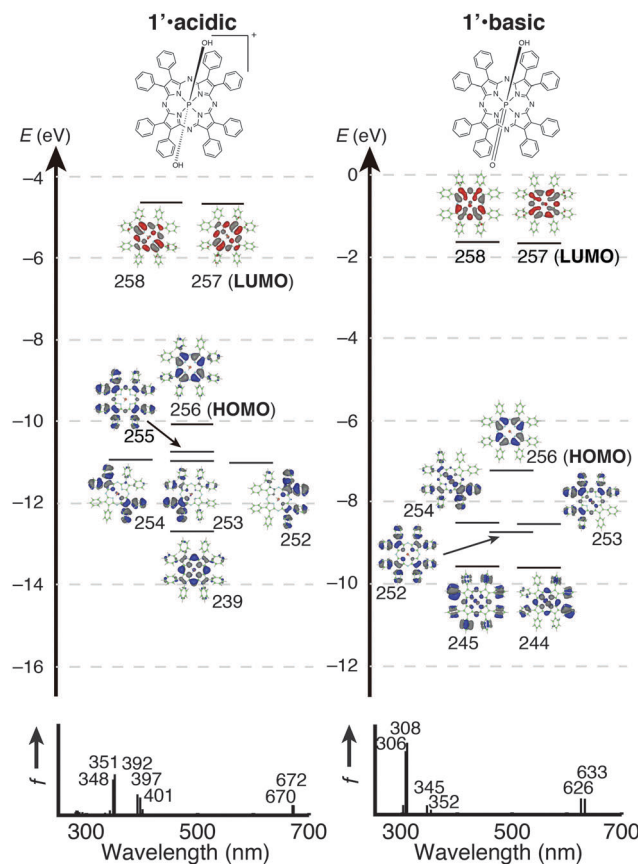 1'•acidic
+
OH
N
N
N
N
P
N
N
N
N
OH
E (eV)
−4
−6
−8
−10
−12
−14
−16
258
257 (LUMO)
256 (HOMO)
255
254
253
252
239
f
351
392
348
397
401
672
670
300
500
700
Wavelength (nm)
1'•basic
OH
N
N
N
N
P
N
N
N
N
O
E (eV)
0
−2
−4
−6
−8
−10
−12
258
257 (LUMO)
256 (HOMO)
254
253
252
245
244
f
308
306
345
352
633
626
300
500
700
Wavelength (nm)